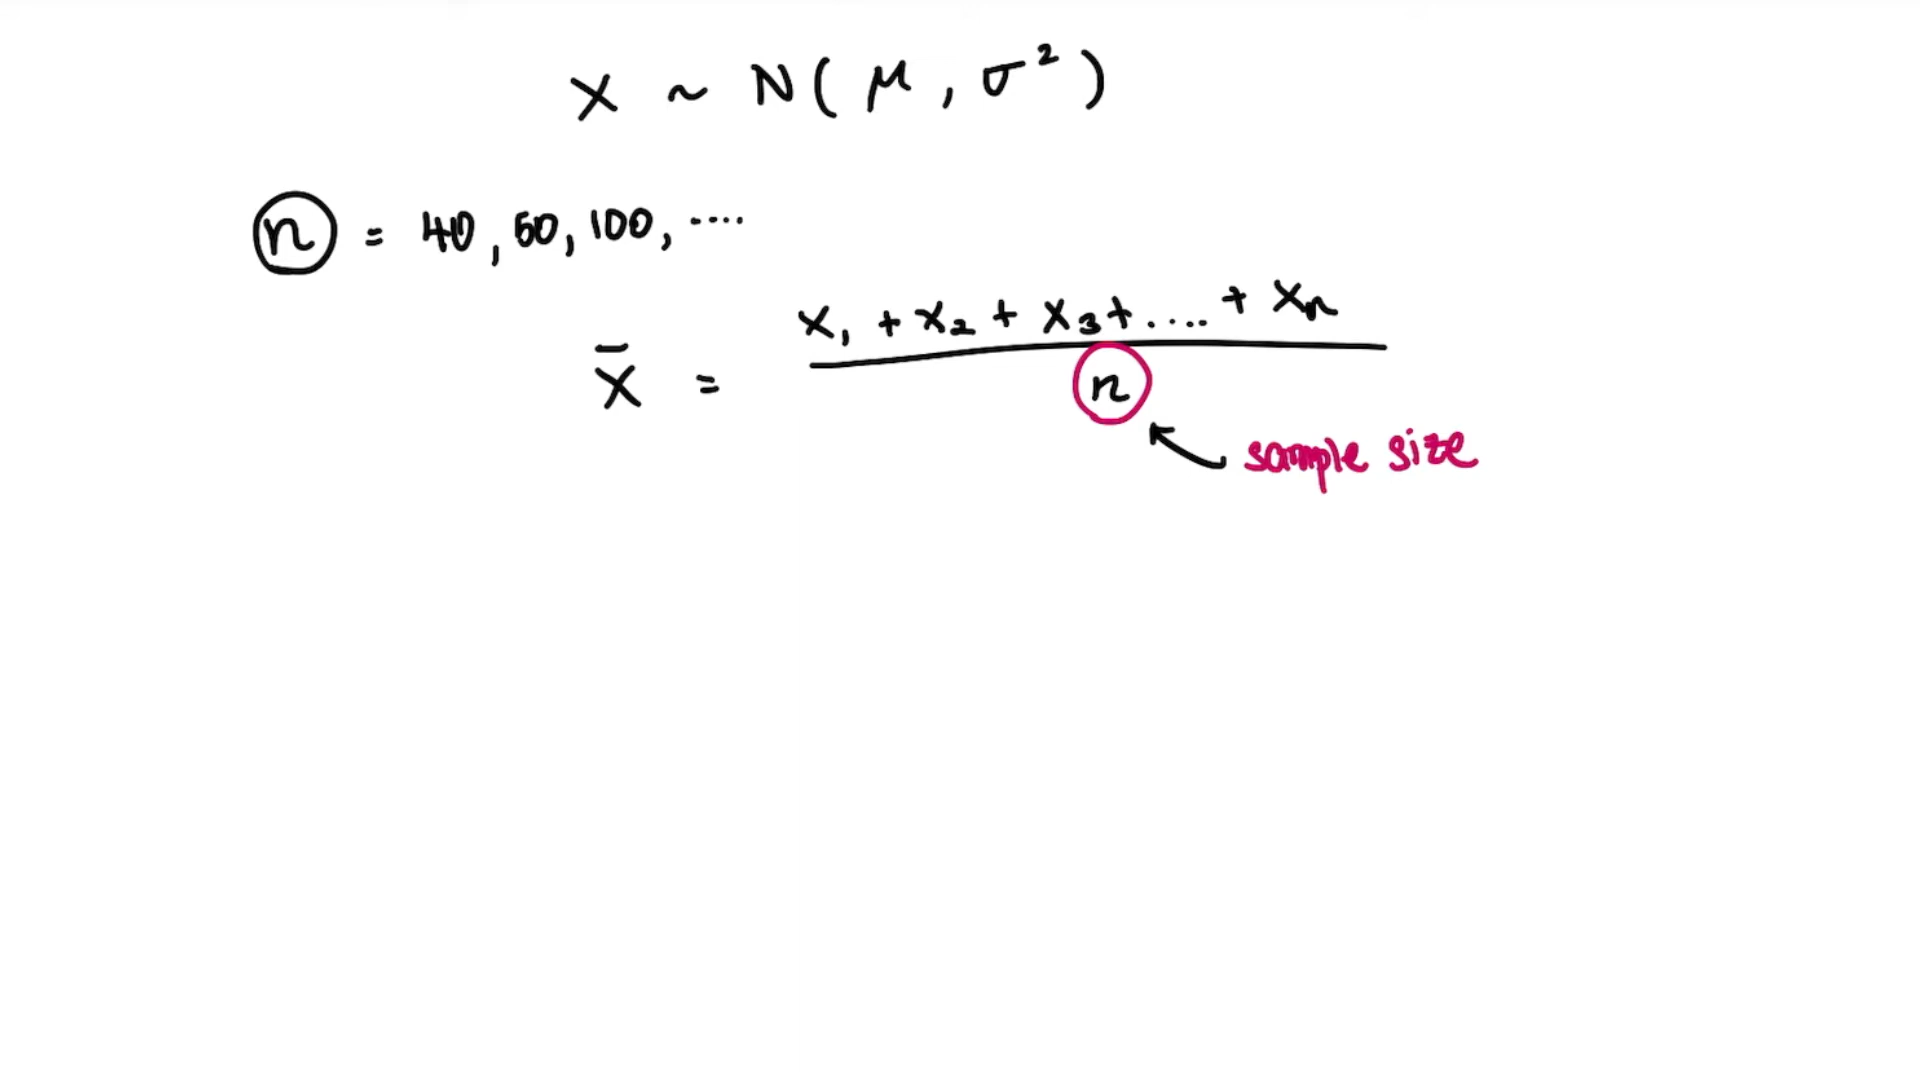 X ~ N( μ , σ² )
n = 40 , 50 , 100 , ....
X̄ = x₁ + x₂ + x₃ + .... + xₙ
n
sample size